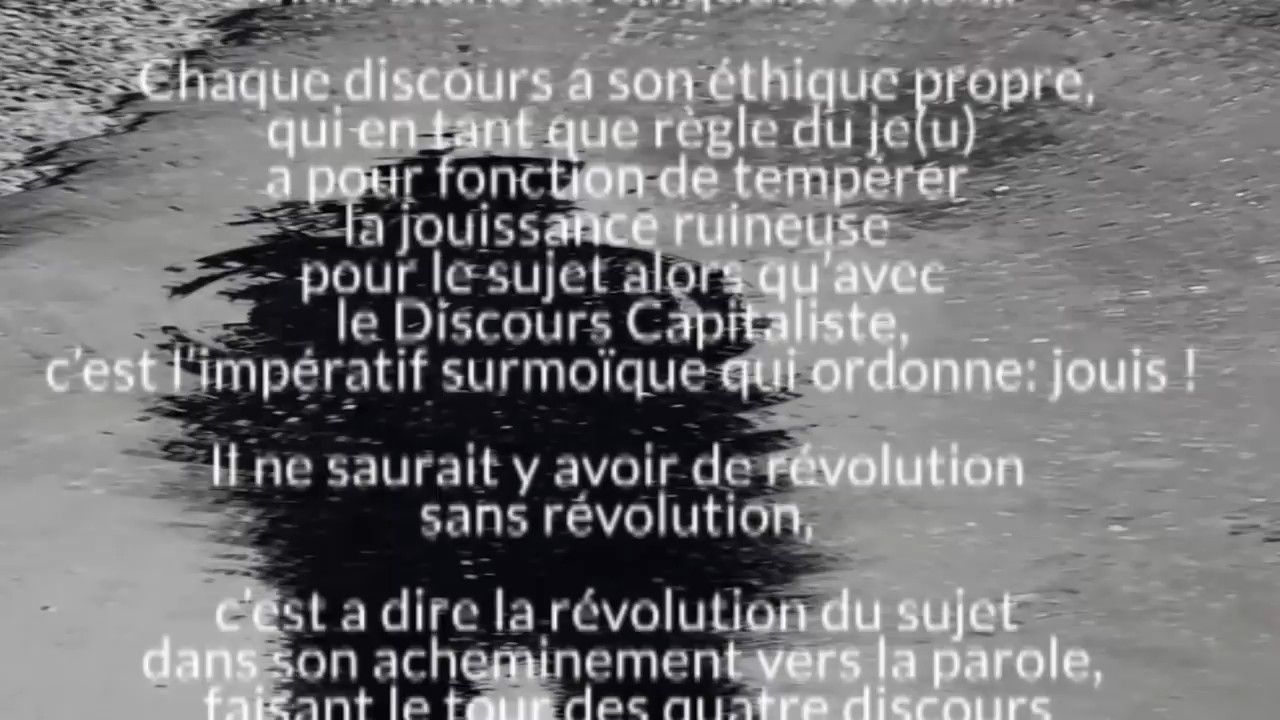 Chaque discours a son éthique propre,
qui en tant que règle du je(u)
a pour fonction de tempérer
la jouissance ruineuse
pour le sujet alors qu'avec
le Discours Capitaliste,
c'est l'impératif surmoïque qui ordonne: jouis !
Il ne saurait y avoir de révolution
sans révolution,
c'est a dire la révolution du sujet
dans son acheminement vers la parole,
faisant le tour des quatre discours